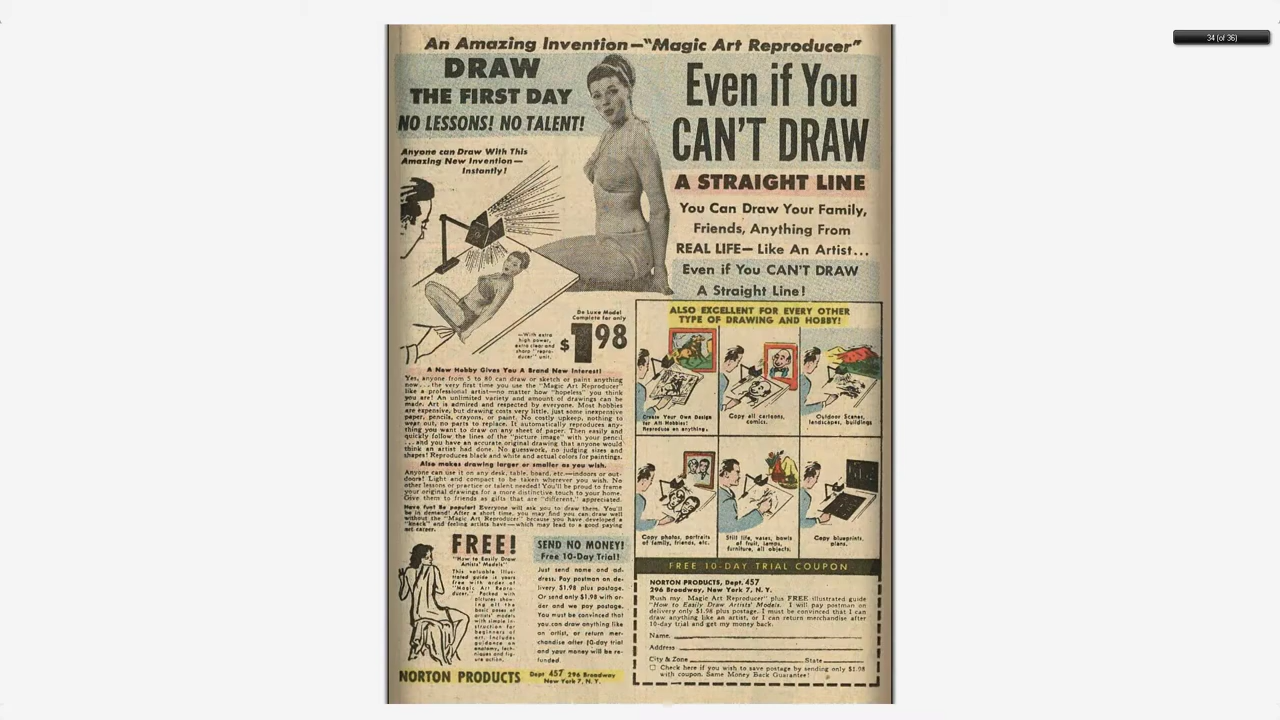 34 (of 36)
An Amazing Invention—"Magic Art Reproducer"
DRAW
THE FIRST DAY
NO LESSONS! NO TALENT!
Anyone can Draw With This
Amazing New Invention—
Instantly!
Even if You
CAN'T DRAW
A STRAIGHT LINE
You Can Draw Your Family,
Friends, Anything From
REAL LIFE— Like An Artist...
Even if You CAN'T DRAW
A Straight Line!
De Luxe Model
Complete for only
$1.98
—With extra
high power,
extra clear and
sharp "repro-
ducer" unit.
A New Hobby Gives You A Brand New Interest!
Yes, anyone from 5 to 80 can draw or sketch or paint anything
now... the very first time you use the "Magic Art Reproducer"
like a professional artist—no matter how "hopeless" you think
you are! An unlimited variety and amount of drawings can be
made. Art is admired and respected by everyone. Most hobbies
are expensive, but drawing costs very little, just some inexpensive
paper, pencils, crayons, or paint. No costly upkeep, nothing to
wear out, no parts to replace. It automatically reproduces any-
thing you want to draw on any sheet of paper. Then easily and
quickly follow the lines of the "picture image" with your pencil
... and you have an accurate original drawing that anyone would
think an artist had done. No guesswork, no judging sizes and
shapes! Reproduces black and white and actual colors for paintings.
Also makes drawing larger or smaller as you wish.
Anyone can use it on any desk, table, board, etc.—indoors or out-
doors! Light and compact to be taken wherever you wish. No
other lessons or practice or talent needed! You'll be proud to frame
your original drawings for a more distinctive touch to your home.
Give them to friends as gifts that are "different," appreciated.
Have fun! Be popular! Everyone will ask you to draw them. You'll
be in demand! After a short time, you may find you can draw well
without the "Magic Art Reproducer" because you have developed a
"knack" and feeling artists have—which may lead to a good paying
art career.
FREE!
"How to Easily Draw
Artists' Models"
This valuable illus-
trated guide is yours
free with order of
"Magic Art Repro-
ducer." Packed with
pictures show-
ing all the
basic poses of
artists' models
with simple in-
struction for
beginners of
art. Includes
guidance on
anatomy, tech-
niques and fig-
ure action.
SEND NO MONEY!
Free 10-Day Trial!
Just send name and ad-
dress. Pay postman on de-
livery $1.98 plus postage.
Or send only $1.98 with or-
der and we pay postage.
You must be convinced that
you can draw anything like
an artist, or return mer-
chandise after 10-day trial
and your money will be re-
funded.
NORTON PRODUCTS
Dept 457 296 Broadway
New York 7, N. Y.
ALSO EXCELLENT FOR EVERY OTHER
TYPE OF DRAWING AND HOBBY!
Create Your Own Design
for All Hobbies!
Reproduce an anything.
Copy all cartoons,
comics.
Outdoor Scenes,
landscapes, buildings
Copy photos, portraits
of family, friends, etc.
Still life, vases, bowls
of fruit, lamps,
furniture, all objects.
Copy blueprints,
plans.
FREE 10-DAY TRIAL COUPON
NORTON PRODUCTS, Dept. 457
296 Broadway, New York 7, N. Y.
Rush my "Magic Art Reproducer" plus FREE illustrated guide
"How to Easily Draw Artists' Models. I will pay postman on
delivery only $1.98 plus postage. I must be convinced that I can
draw anything like an artist, or I can return merchandise after
10-day trial and get my money back.
Name
Address
City & Zone State
Check here if you wish to save postage by sending only $1.98
with coupon. Same Money Back Guarantee!